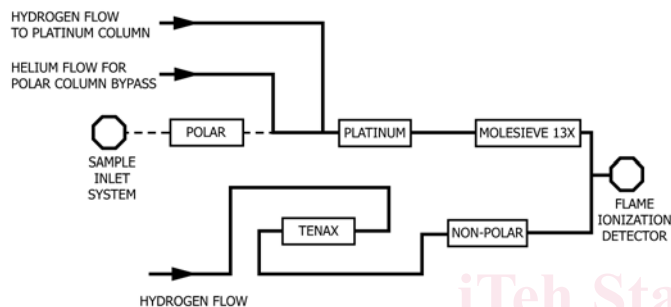 HYDROGEN FLOW
TO PLATINUM COLUMN
HELIUM FLOW FOR
POLAR COLUMN BYPASS
POLAR
PLATINUM
MOLESIEVE 13X
SAMPLE
INLET
SYSTEM
FLAME
IONIZATION
DETECTOR
TENAX
NON-POLAR
HYDROGEN FLOW
iTeh Sta